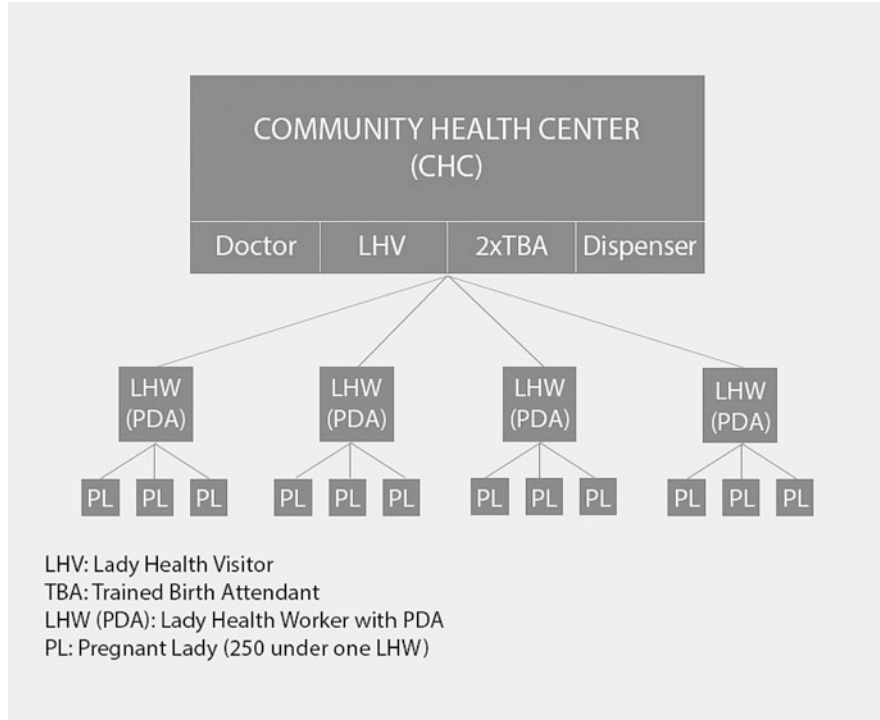 COMMUNITY HEALTH CENTER
(CHC)
Doctor LHV 2xTBA Dispenser
LHW LHW LHW LHW
(PDA) (PDA) (PDA) (PDA)
PL PL PL PL PL PL PL PL PL PL PL PL
LHV: Lady Health Visitor
TBA: Trained Birth Attendant
LHW (PDA): Lady Health Worker with PDA
PL: Pregnant Lady (250 under one LHW)